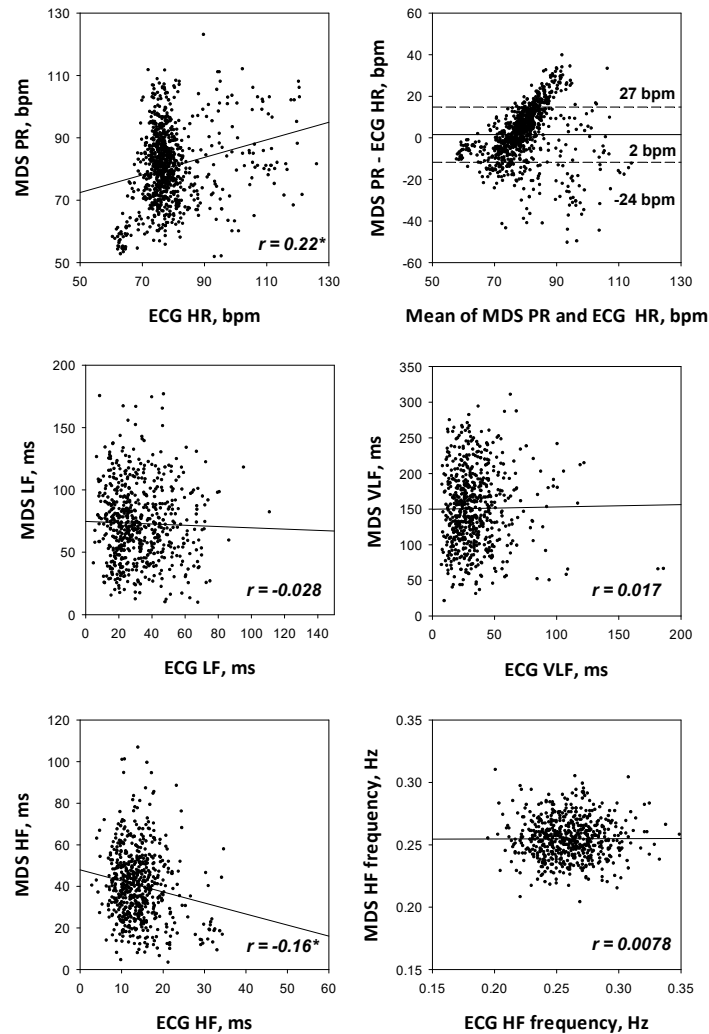 130
110
90
70
50
MDS PR, bpm
r = 0.22*
50 70 90 110 130
ECG HR, bpm
60
40
20
0
-20
-40
-60
MDS PR - ECG HR, bpm
27 bpm
2 bpm
-24 bpm
50 70 90 110 130
Mean of MDS PR and ECG HR, bpm
200
150
100
50
0
MDS LF, ms
r = -0.028
0 20 40 60 80 100 120 140
ECG LF, ms
350
300
250
200
150
100
50
0
MDS VLF, ms
r = 0.017
0 50 100 150 200
ECG VLF, ms
120
100
80
60
40
20
0
MDS HF, ms
r = -0.16*
0 10 20 30 40 50 60
ECG HF, ms
0.35
0.30
0.25
0.20
0.15
MDS HF frequency, Hz
r = 0.0078
0.15 0.20 0.25 0.30 0.35
ECG HF frequency, Hz